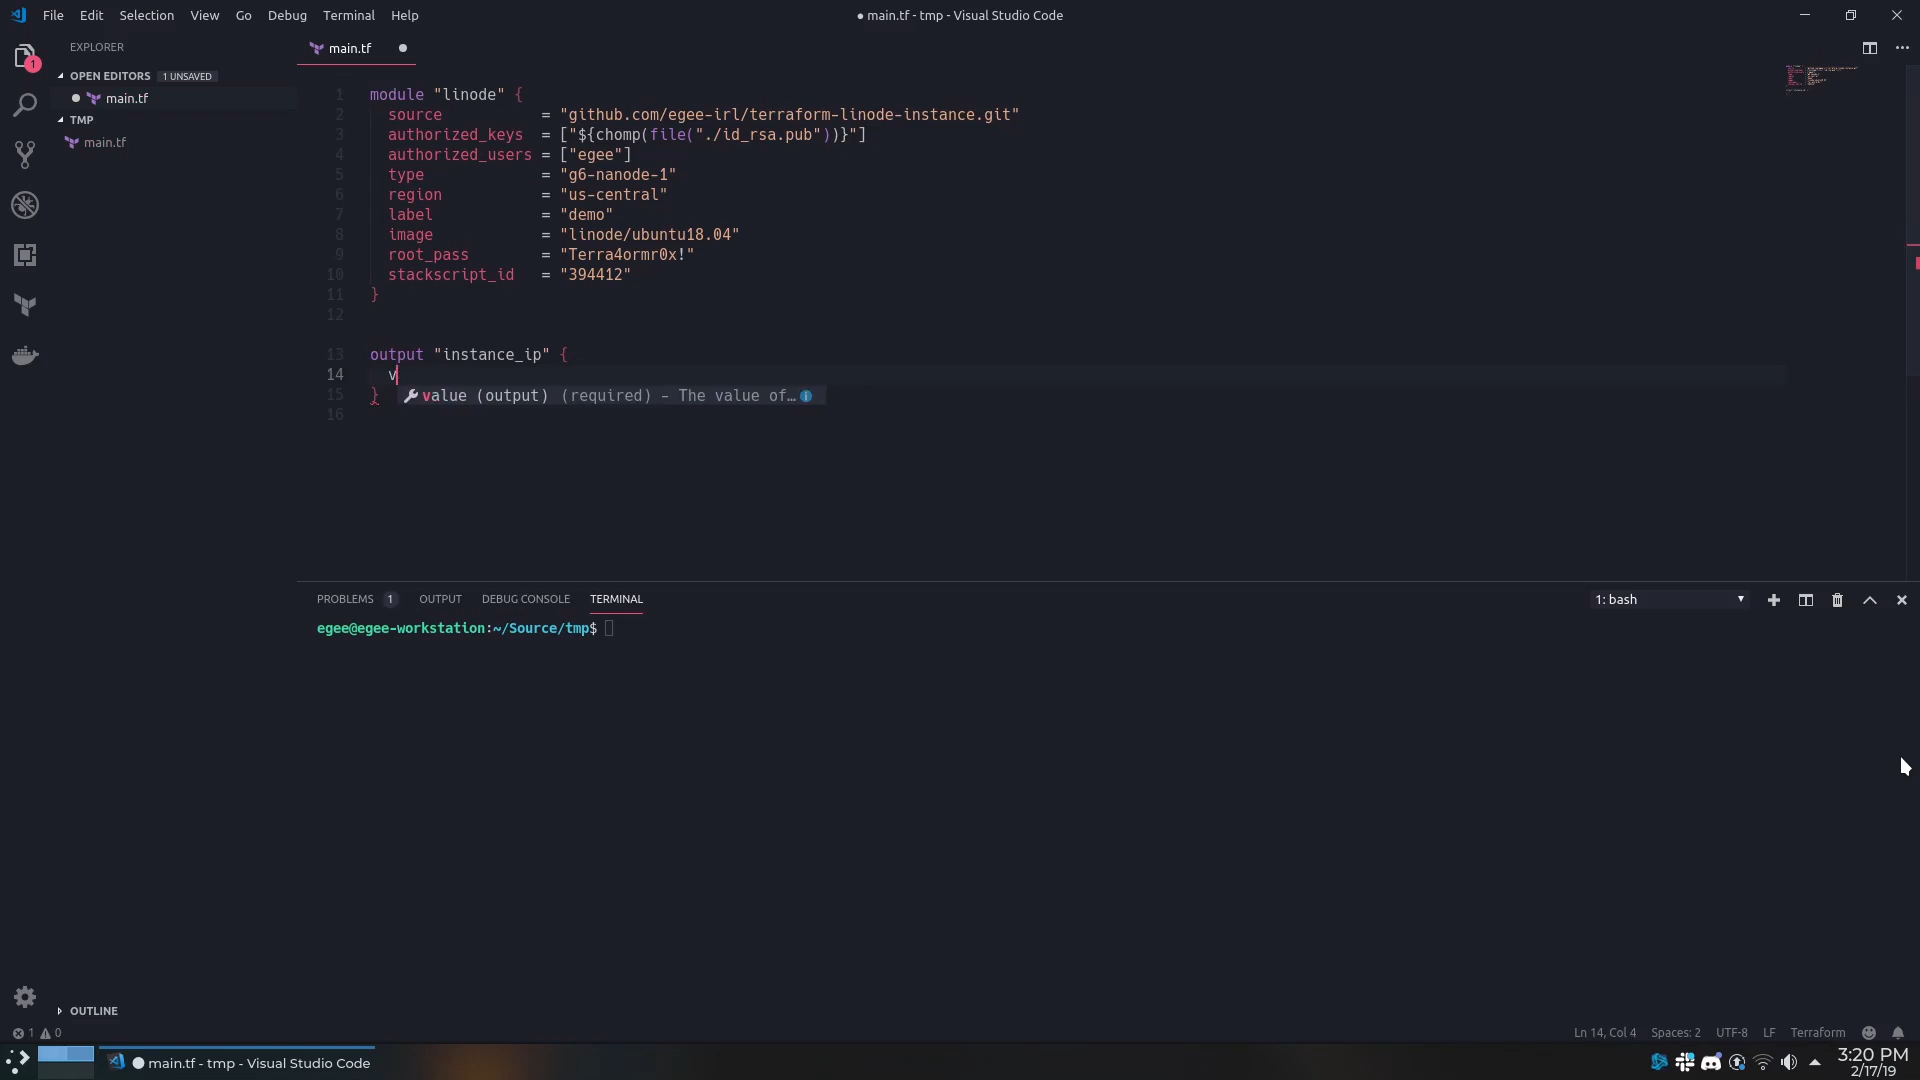 File Edit Selection View Go Debug Terminal Help
● main.tf - tmp - Visual Studio Code
EXPLORER
main.tf
OPEN EDITORS 1 UNSAVED
main.tf
TMP
main.tf
1 module "linode" {
2 source = "github.com/egee-irl/terraform-linode-instance.git"
3 authorized_keys = ["${chomp(file("./id_rsa.pub"))}"]
4 authorized_users = ["egee"]
5 type = "g6-nanode-1"
6 region = "us-central"
7 label = "demo"
8 image = "linode/ubuntu18.04"
9 root_pass = "Terra4ormr0x!"
10 stackscript_id = "394412"
11 }
12
13 output "instance_ip" {
14 v
15 }
value (output) (required) - The value of…
16
PROBLEMS 1 OUTPUT DEBUG CONSOLE TERMINAL
1: bash
egee@egee-workstation:~/Source/tmp$
OUTLINE
1 0
Ln 14, Col 4 Spaces: 2 UTF-8 LF Terraform
main.tf - tmp - Visual Studio Code
3:20 PM
2/17/19